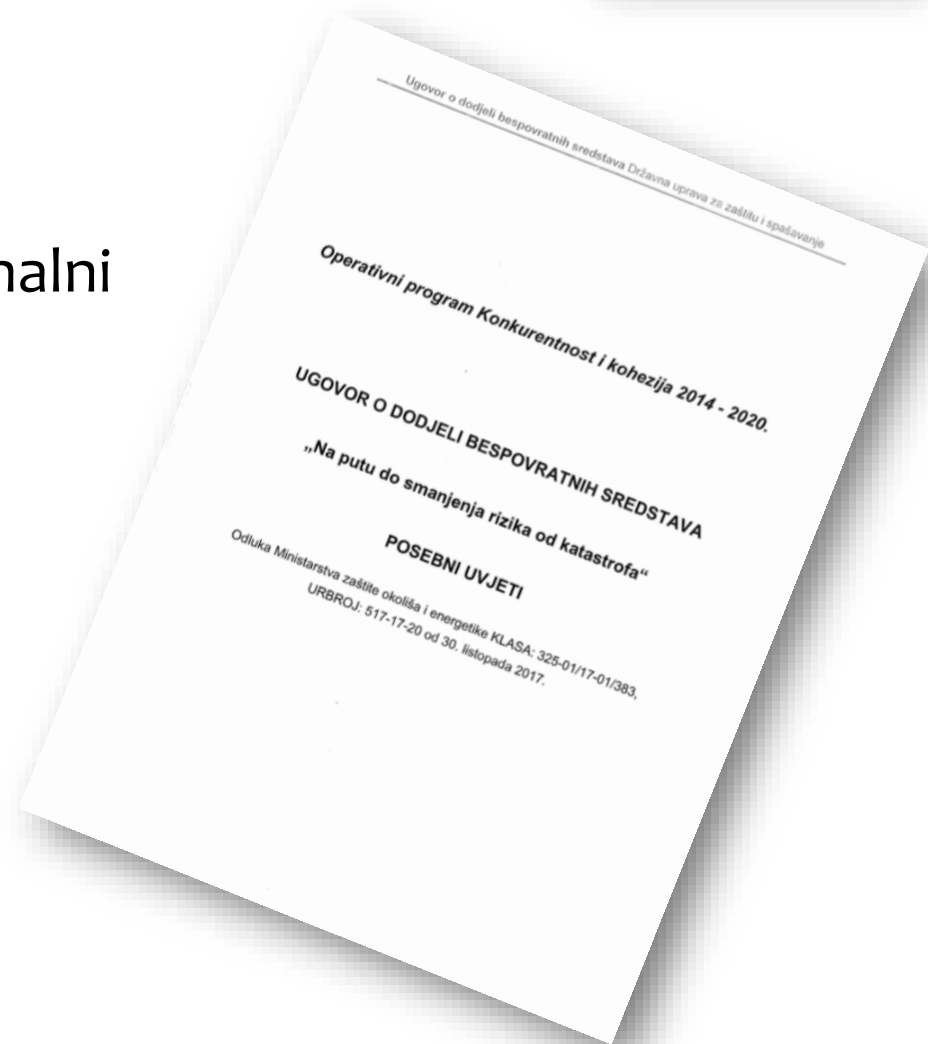 nalni
Ugovor o dodjeli bespovratnih sredstava Državna uprava za zaštitu i spašavanje
Operativni program Konkurentnost i kohezija 2014 - 2020.
UGOVOR O DODJELI BESPOVRATNIH SREDSTAVA
„Na putu do smanjenja rizika od katastrofa“
POSEBNI UVJETI
Odluka Ministarstva zaštite okoliša i energetike KLASA: 325-01/17-01/383,
URBROJ: 517-17-20 od 30. listopada 2017.